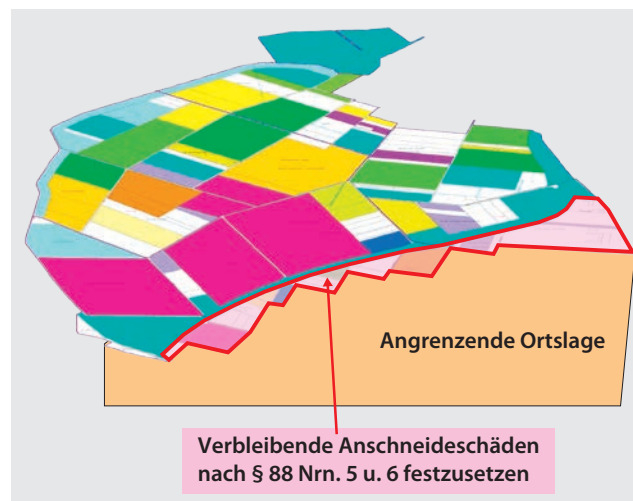 Angrenzende Ortslage
Verbleibende Anschneideschäden
nach § 88 Nrn. 5 u. 6 festzusetzen